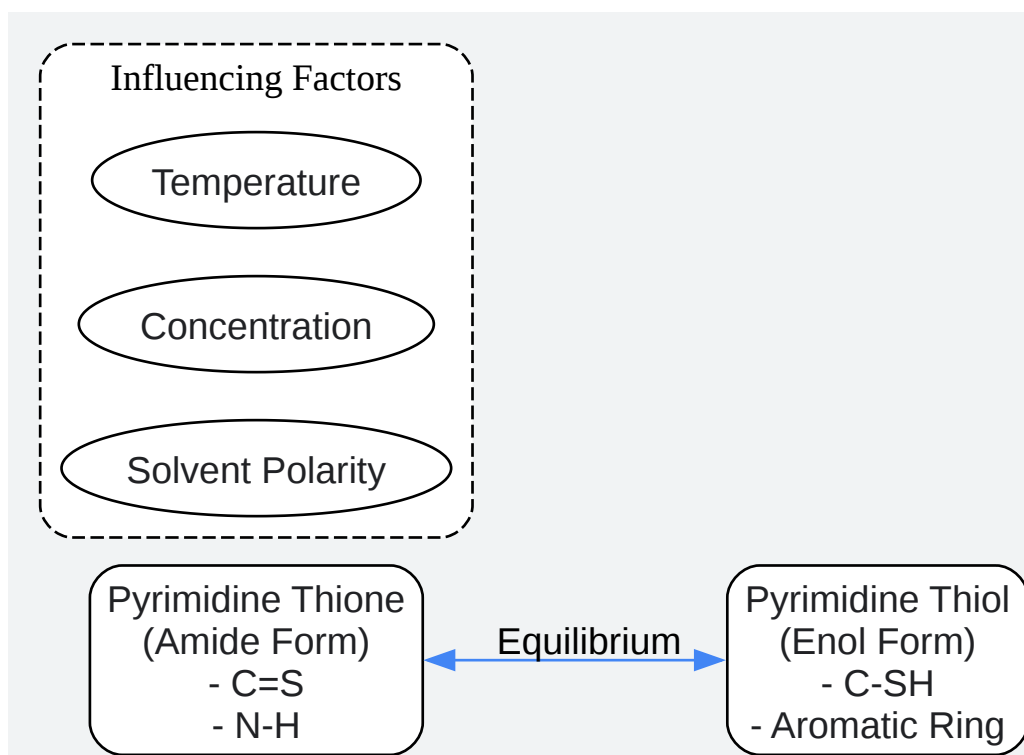 Influencing Factors
Temperature
Concentration
Solvent Polarity
Pyrimidine Thione
(Amide Form)
- C=S
- N-H
Equilibrium
Pyrimidine Thiol
(Enol Form)
- C-SH
- Aromatic Ring